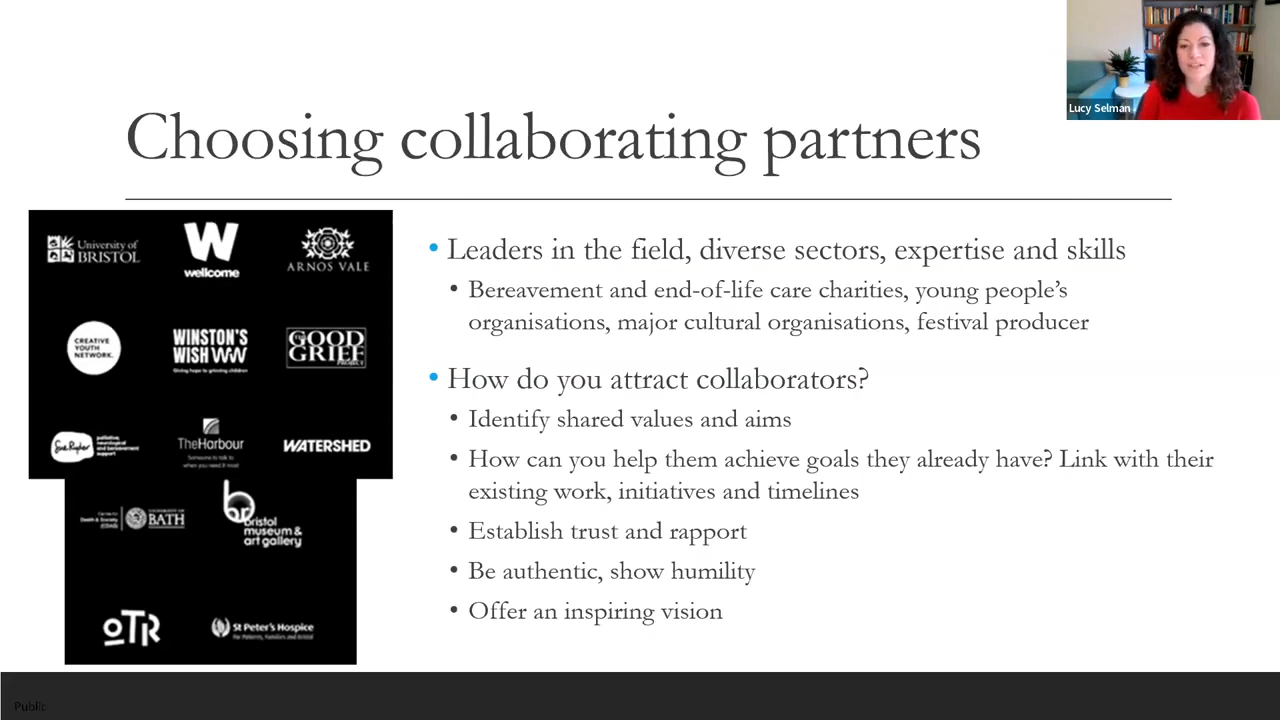 Lucy Selman
Choosing collaborating partners
University of
BRISTOL
W
wellcome
ARNOS VALE
CREATIVE
YOUTH
NETWORK.
WINSTON'S
WISH
Giving hope to grieving children
THE GOOD
GRIEF
PROJECT
Sue Ryder
palliative,
neurological
and bereavement
support
The Harbour
Someone to talk to
when you need it most
WATERSHED
Centre for
Death & Society
(CDAS)
UNIVERSITY OF
BATH
bristol
museum &
art gallery
OTR
St Peter's Hospice
• Leaders in the field, diverse sectors, expertise and skills
• Bereavement and end-of-life care charities, young people’s
organisations, major cultural organisations, festival producer
• How do you attract collaborators?
• Identify shared values and aims
• How can you help them achieve goals they already have? Link with their
existing work, initiatives and timelines
• Establish trust and rapport
• Be authentic, show humility
• Offer an inspiring vision
Public